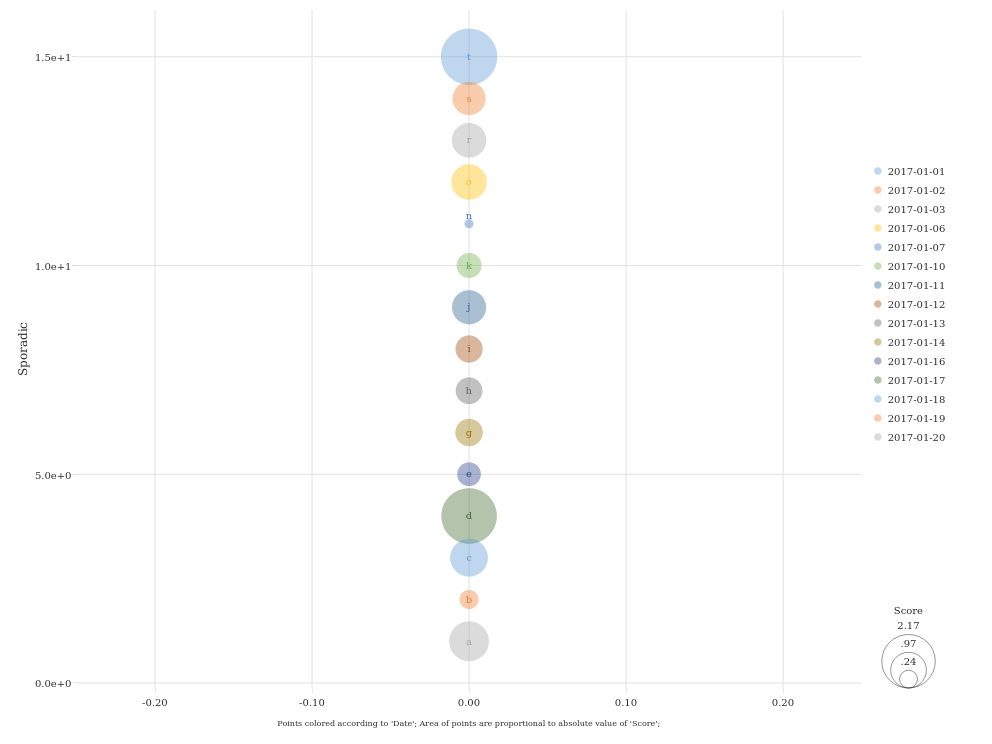 1.5e+1
t
s
r
o
n
1.0e+1
k
j
i
h
g
5.0e+0
e
d
c
b
a
0.0e+0
Sporadic
-0.20
-0.10
0.00
0.10
0.20
Points colored according to 'Date'; Area of points are proportional to absolute value of 'Score';
2017-01-01
2017-01-02
2017-01-03
2017-01-06
2017-01-07
2017-01-10
2017-01-11
2017-01-12
2017-01-13
2017-01-14
2017-01-16
2017-01-17
2017-01-18
2017-01-19
2017-01-20
Score
2.17
.97
.24